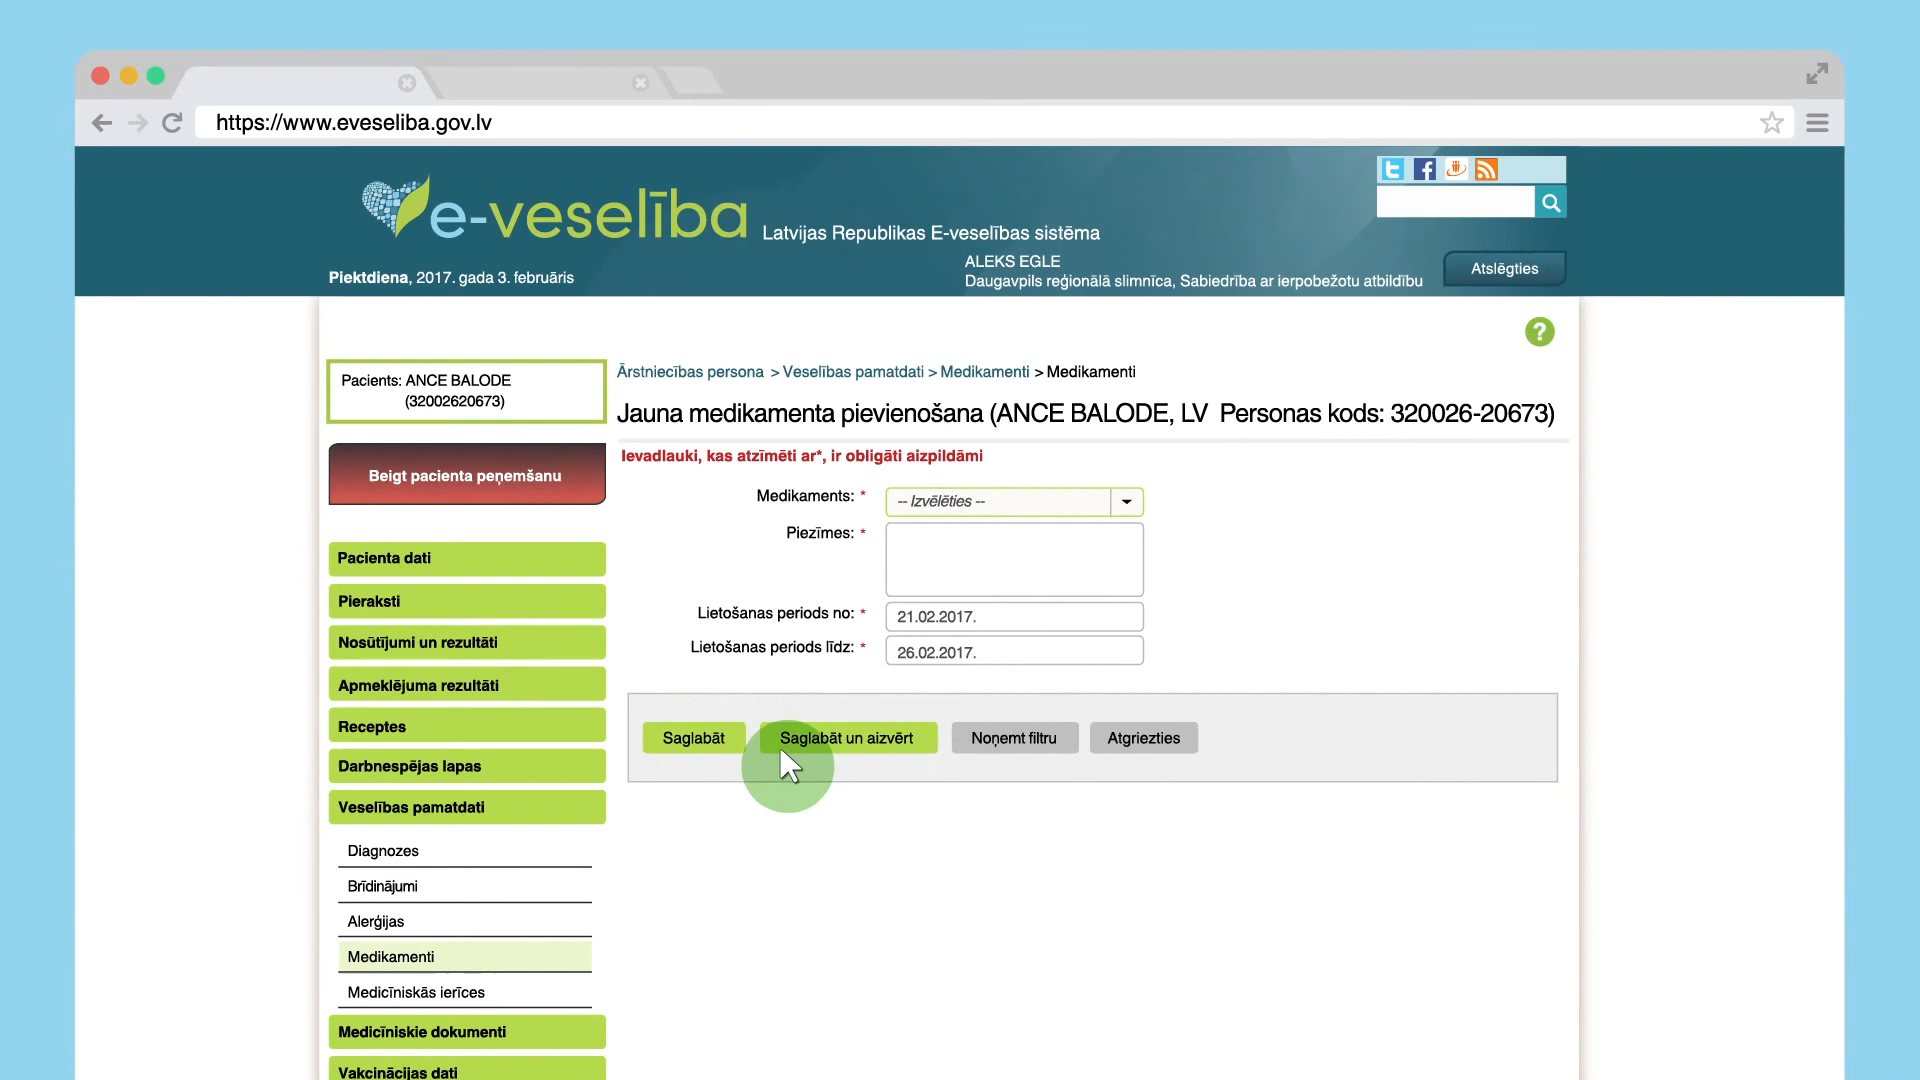 https://www.eveseliba.gov.lv
e-veselība
Latvijas Republikas E-veselības sistēma
ALEKS EGLE
Piektdiena, 2017. gada 3. februāris
Daugavpils reģionālā slimnīca, Sabiedrība ar ierpobežotu atbildību
Atslēgties
?
Pacients: ANCE BALODE
(32002620673)
Ārstniecības persona > Veselības pamatdati > Medikamenti > Medikamenti
Jauna medikamenta pievienošana (ANCE BALODE, LV Personas kods: 320026-20673)
Ievadlauki, kas atzīmēti ar*, ir obligāti aizpildāmi
Beigt pacienta peņemšanu
Medikaments: * -- Izvēlēties --
Piezīmes: *
Lietošanas periods no: * 21.02.2017.
Lietošanas periods līdz: * 26.02.2017.
Saglabāt
Saglabāt un aizvērt
Noņemt filtru
Atgriezties
Pacienta dati
Pieraksti
Nosūtījumi un rezultāti
Apmeklējuma rezultāti
Receptes
Darbnespējas lapas
Veselības pamatdati
Diagnozes
Brīdinājumi
Alerģijas
Medikamenti
Medicīniskās ierīces
Medicīniskie dokumenti
Vakcinācijas dati